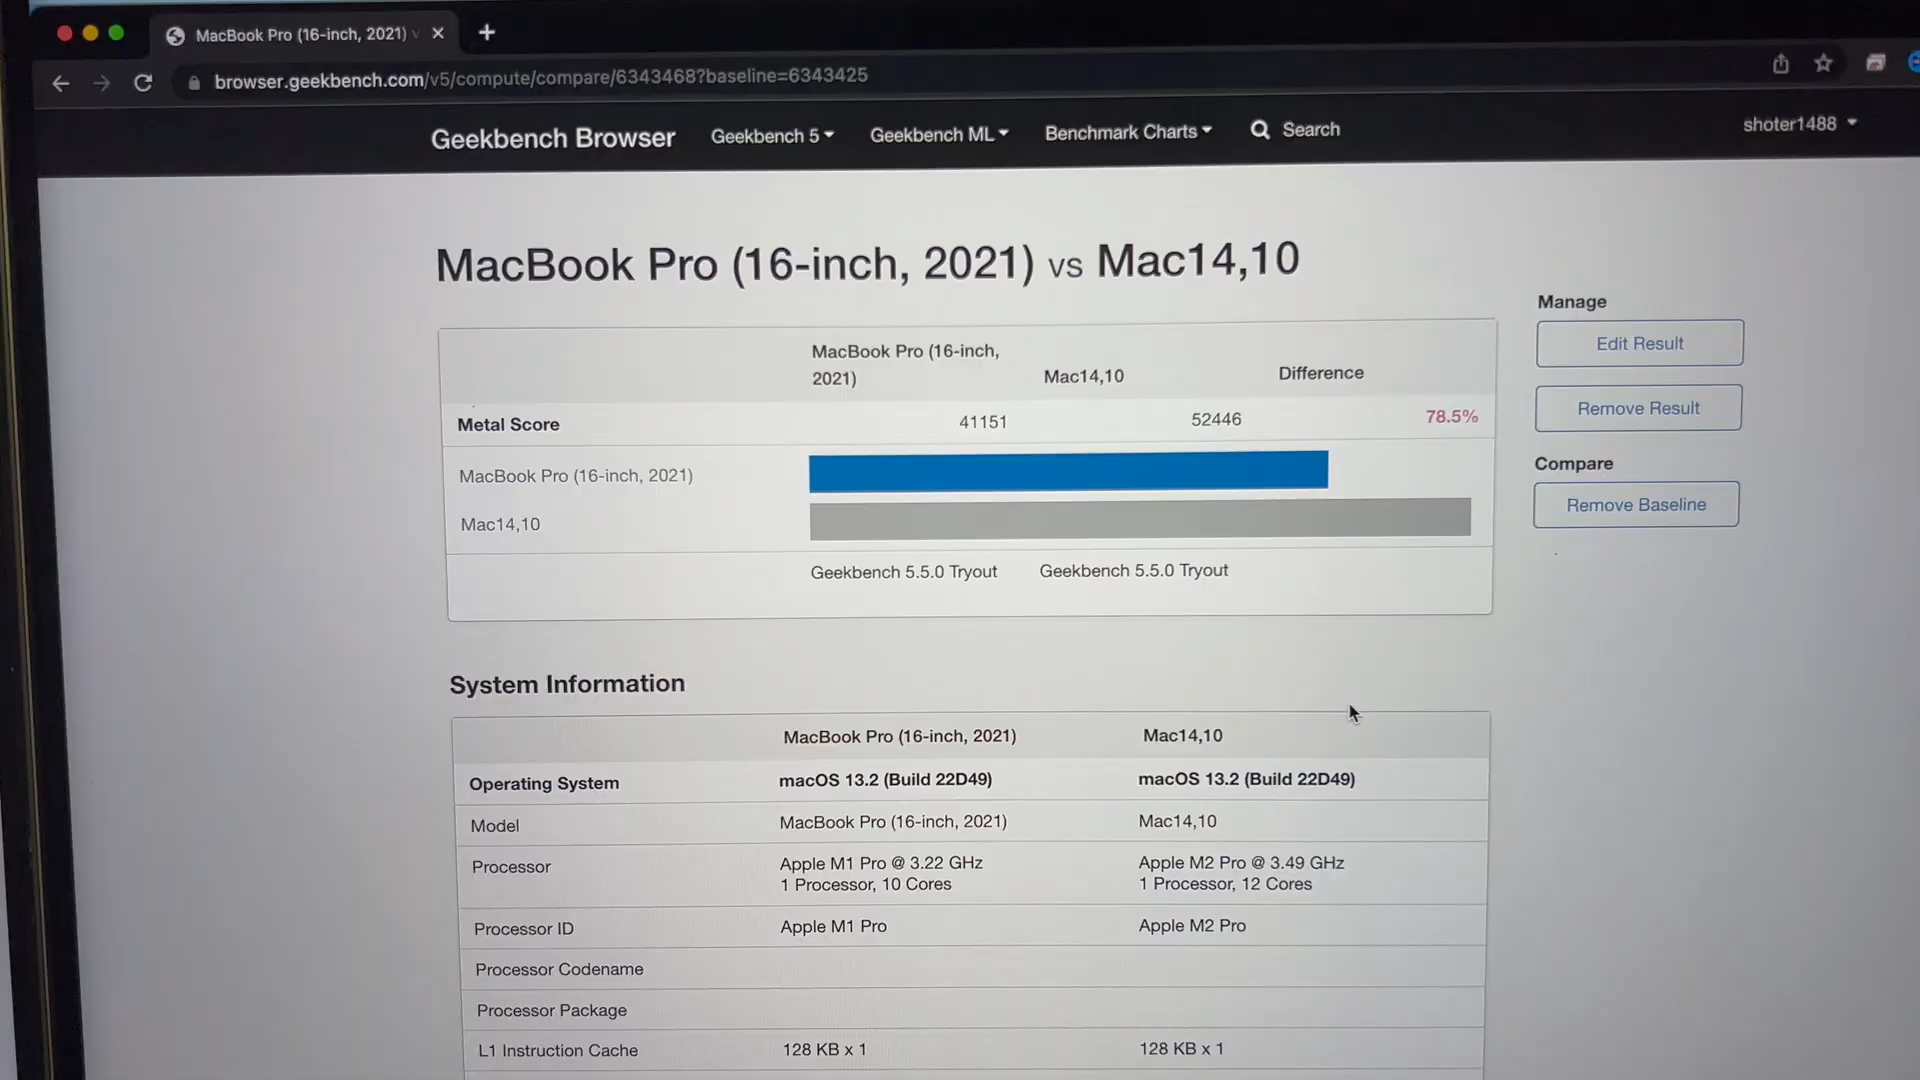 MacBook Pro (16-inch, 2021)
browser.geekbench.com/v5/compute/compare/6343468?baseline=6343425
Geekbench Browser Geekbench 5 Geekbench ML Benchmark Charts Search shoter1488
MacBook Pro (16-inch, 2021) vs Mac14,10
MacBook Pro (16-inch,
2021) Mac14,10 Difference
Metal Score 41151 52446 78.5%
MacBook Pro (16-inch, 2021)
Mac14,10
Geekbench 5.5.0 Tryout Geekbench 5.5.0 Tryout
Manage
Edit Result
Remove Result
Compare
Remove Baseline
System Information
MacBook Pro (16-inch, 2021) Mac14,10
Operating System macOS 13.2 (Build 22D49) macOS 13.2 (Build 22D49)
Model MacBook Pro (16-inch, 2021) Mac14,10
Processor Apple M1 Pro @ 3.22 GHz Apple M2 Pro @ 3.49 GHz
1 Processor, 10 Cores 1 Processor, 12 Cores
Processor ID Apple M1 Pro Apple M2 Pro
Processor Codename
Processor Package
L1 Instruction Cache 128 KB x 1 128 KB x 1